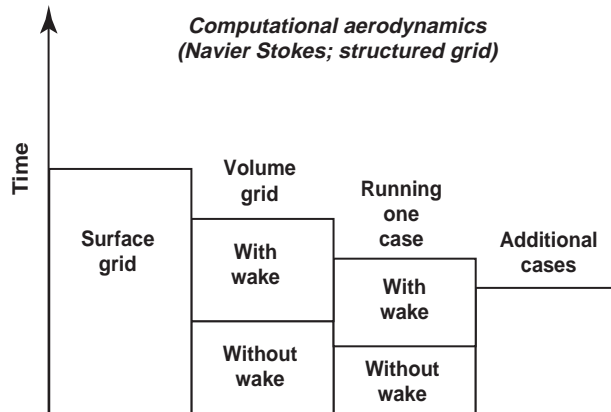 Computational aerodynamics
(Navier Stokes; structured grid)
Time
Surface
grid
Volume
grid
With
wake
Without
wake
Running
one
case
With
wake
Without
wake
Additional
cases